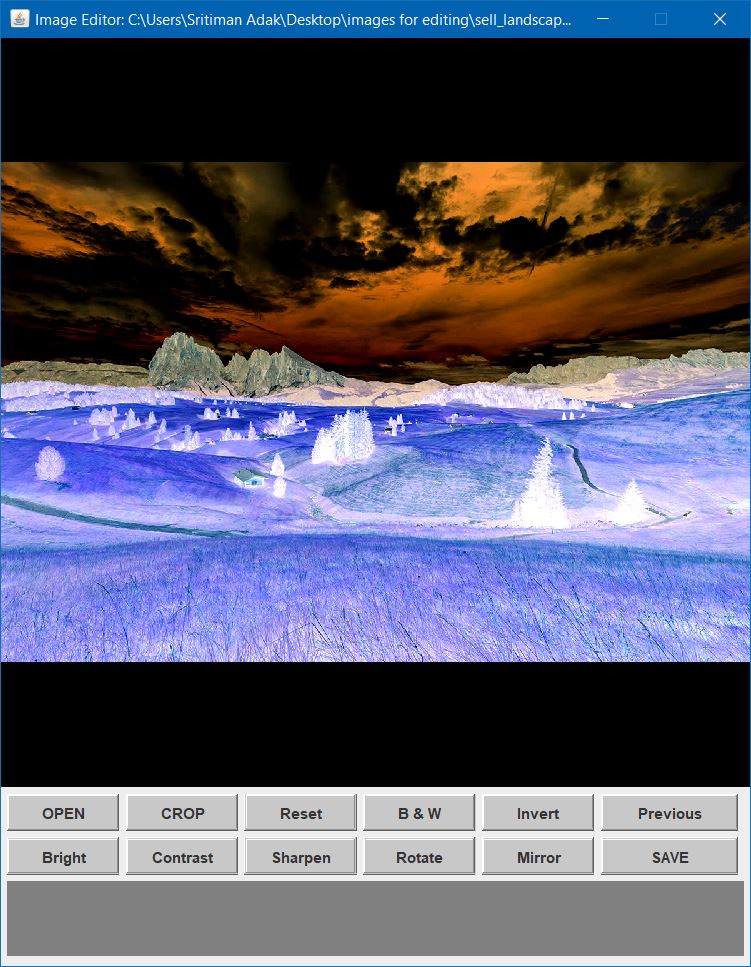 Image Editor: C:\Users\Sritiman Adak\Desktop\images for editing\sell_landscap...
OPEN CROP Reset B & W Invert Previous
Bright Contrast Sharpen Rotate Mirror SAVE